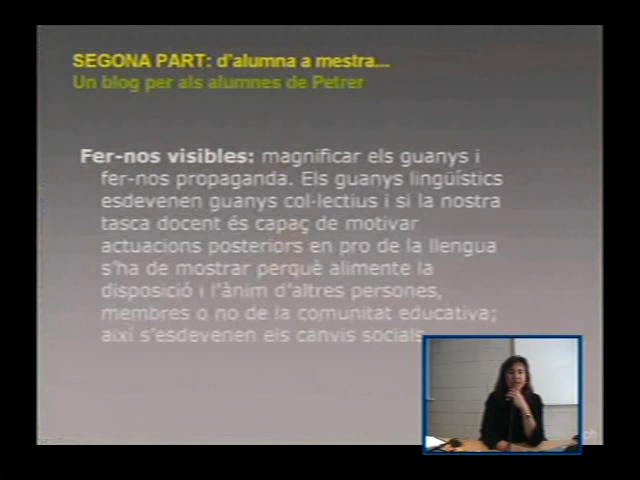 SEGONA PART: d'alumna a mestra...
Un blog per als alumnes de Petrer
Fer-nos visibles: magnificar els guanys i
fer-nos propaganda. Els guanys lingüístics
esdevenen guanys col·lectius i si la nostra
tasca docent és capaç de motivar
actuacions posteriors en pro de la llengua
s'ha de mostrar perquè alimente la
disposició i l'ànim d'altres persones,
membres o no de la comunitat educativa;
així s'esdevenen els canvis socials